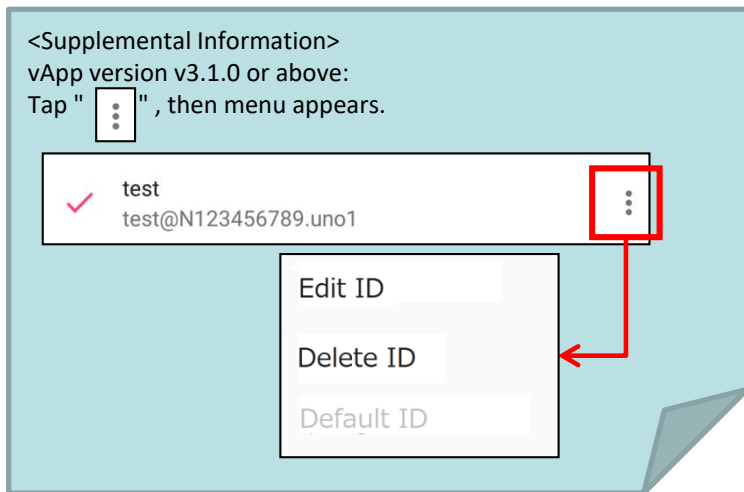 <Supplemental Information>
vApp version v3.1.0 or above:
Tap " ⋮ " , then menu appears.
test
test@N123456789.uno1
Edit ID
Delete ID
Default ID